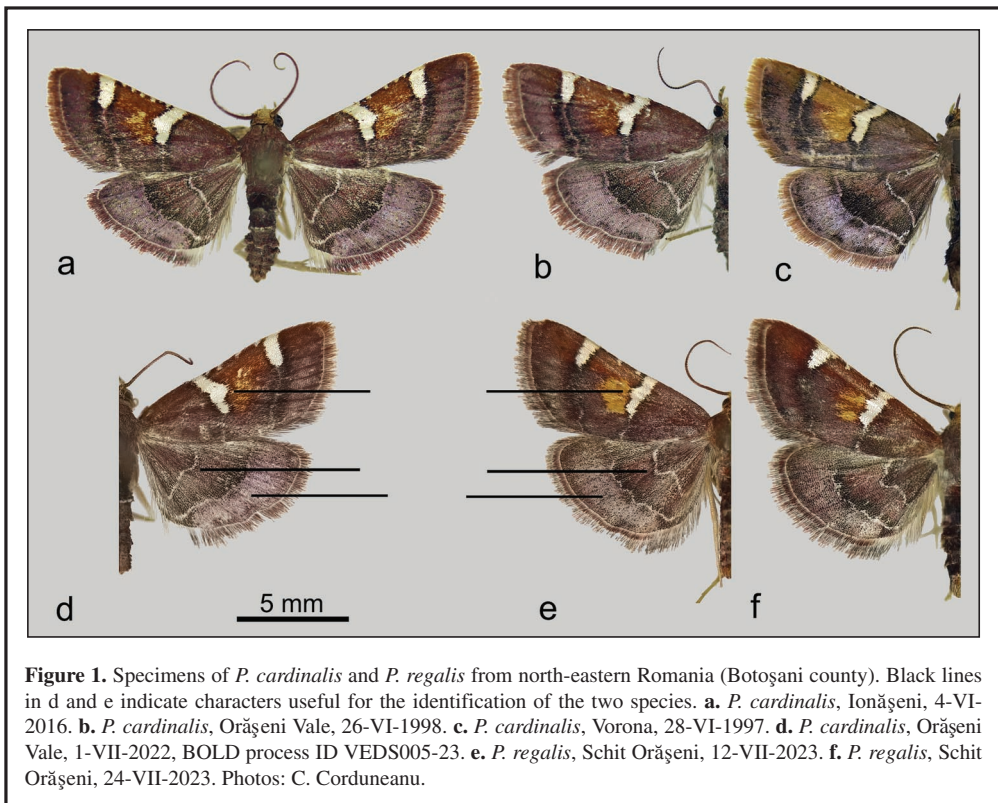 a
b
c
d
5 mm
e
f
Figure 1. Specimens of P. cardinalis and P. regalis from north-eastern Romania (Botoşani county). Black lines
in d and e indicate characters useful for the identification of the two species. a. P. cardinalis, Ionăşeni, 4-VI-
2016. b. P. cardinalis, Orăşeni Vale, 26-VI-1998. c. P. cardinalis, Vorona, 28-VI-1997. d. P. cardinalis, Orăşeni
Vale, 1-VII-2022, BOLD process ID VEDS005-23. e. P. regalis, Schit Orăşeni, 12-VII-2023. f. P. regalis, Schit
Orăşeni, 24-VII-2023. Photos: C. Corduneanu.